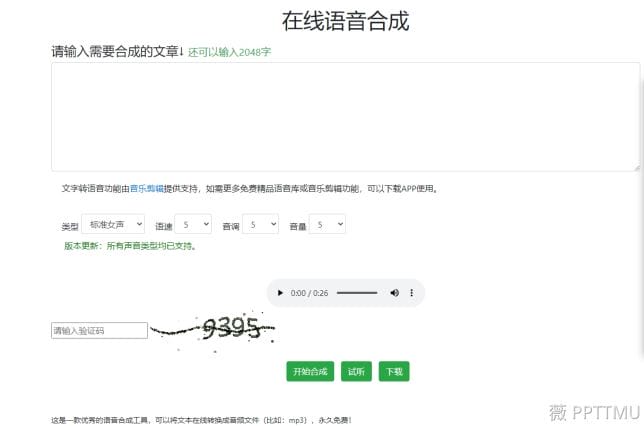 在线语音合成
请输入需要合成的文章↓ 还可以输入2048字
文字转语音功能由音乐剪辑提供支持，如需更多免费精品语音库或音乐剪辑功能，可以下载APP使用。
类型 标准女声 语速 5 音调 5 音量 5
版本更新：所有声音类型均已支持。
0:00 / 0:26
请输入验证码 9395
开始合成 试听 下载
这是一款优秀的语音合成工具，可以将文本在线转换成音频文件（比如：mp3），永久免费！
薇 PPTTMU